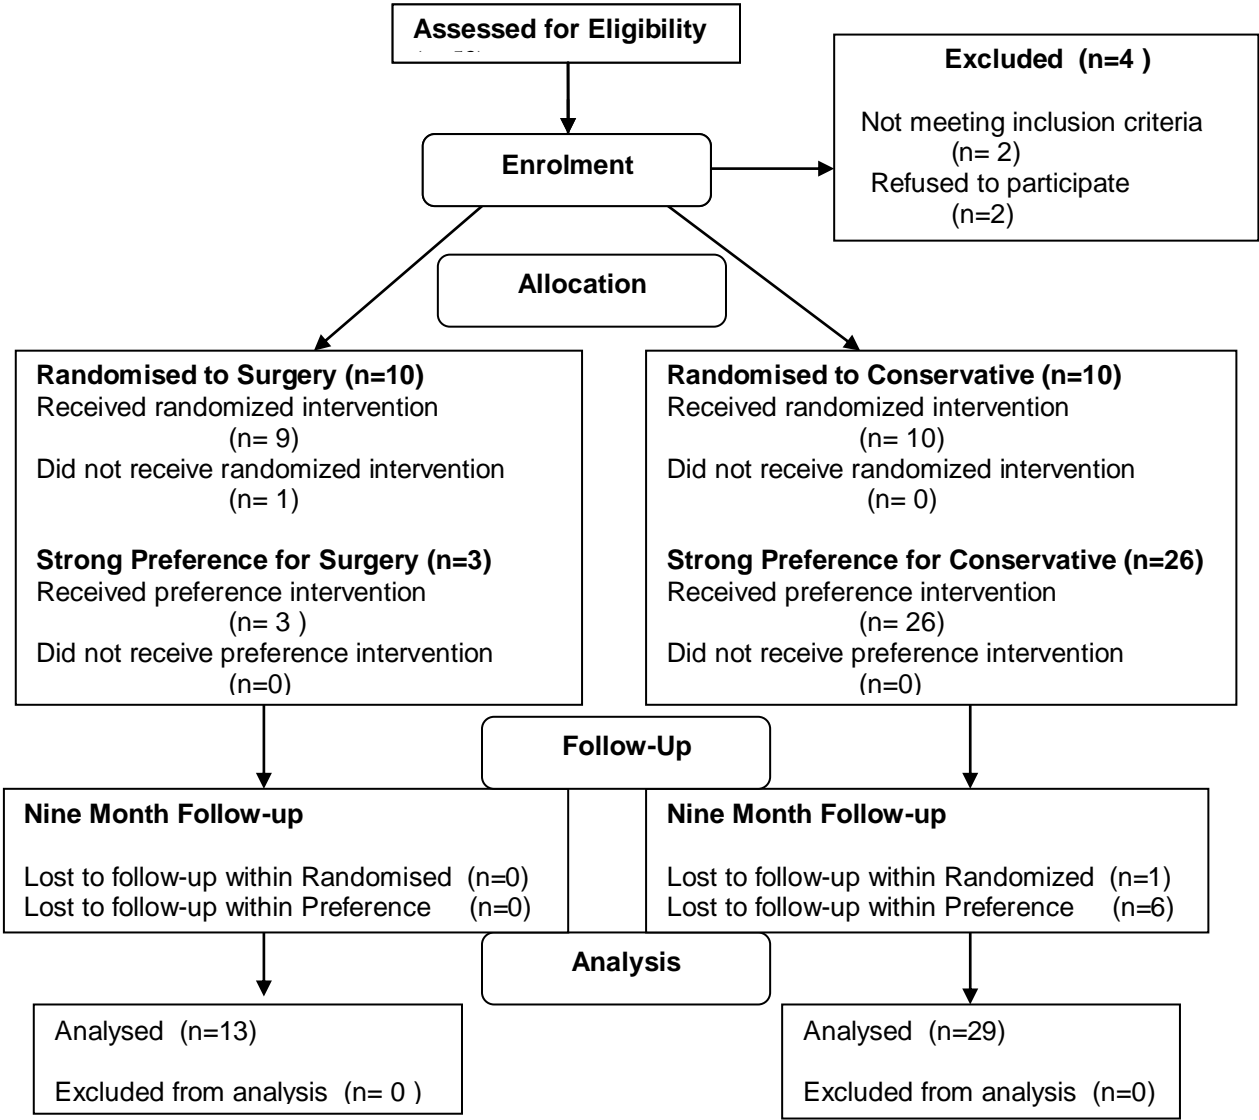 Assessed for Eligibility
Excluded (n=4 )
Not meeting inclusion criteria
(n= 2)
Refused to participate
(n=2)
Enrolment
Allocation
Randomised to Surgery (n=10)
Received randomized intervention
(n= 9)
Did not receive randomized intervention
(n= 1)
Strong Preference for Surgery (n=3)
Received preference intervention
(n= 3 )
Did not receive preference intervention
(n=0)
Randomised to Conservative (n=10)
Received randomized intervention
(n= 10)
Did not receive randomized intervention
(n= 0)
Strong Preference for Conservative (n=26)
Received preference intervention
(n= 26)
Did not receive preference intervention
(n=0)
Follow-Up
Nine Month Follow-up
Lost to follow-up within Randomised (n=0)
Lost to follow-up within Preference (n=0)
Nine Month Follow-up
Lost to follow-up within Randomized (n=1)
Lost to follow-up within Preference (n=6)
Analysis
Analysed (n=13)
Excluded from analysis (n= 0 )
Analysed (n=29)
Excluded from analysis (n=0)